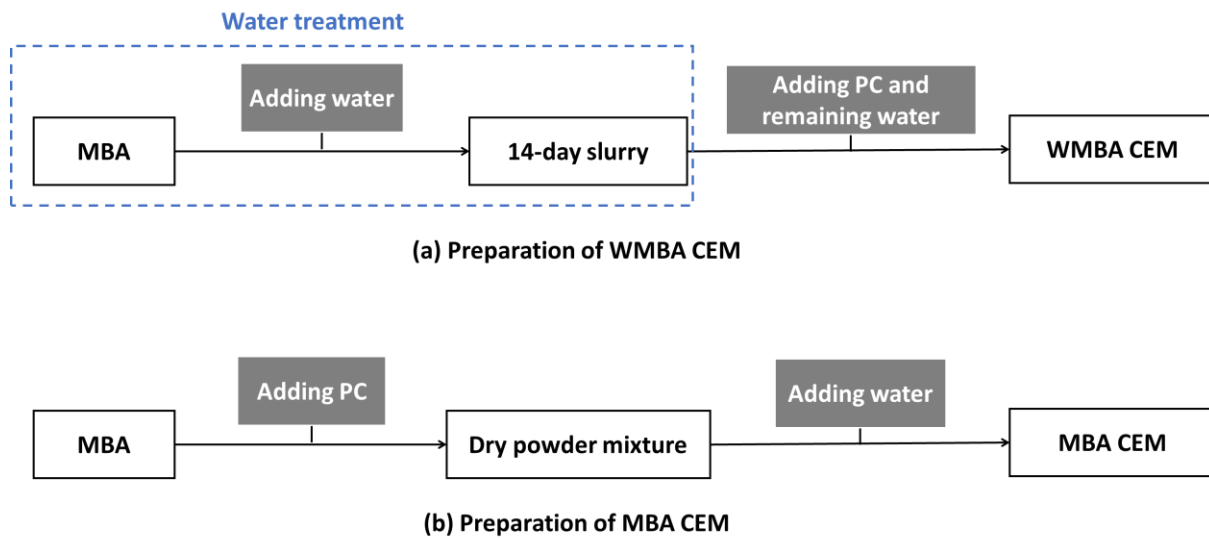 Water treatment
Adding water
Adding PC and
remaining water
MBA
14-day slurry
WMBA CEM
(a) Preparation of WMBA CEM
Adding PC
Adding water
MBA
Dry powder mixture
MBA CEM
(b) Preparation of MBA CEM